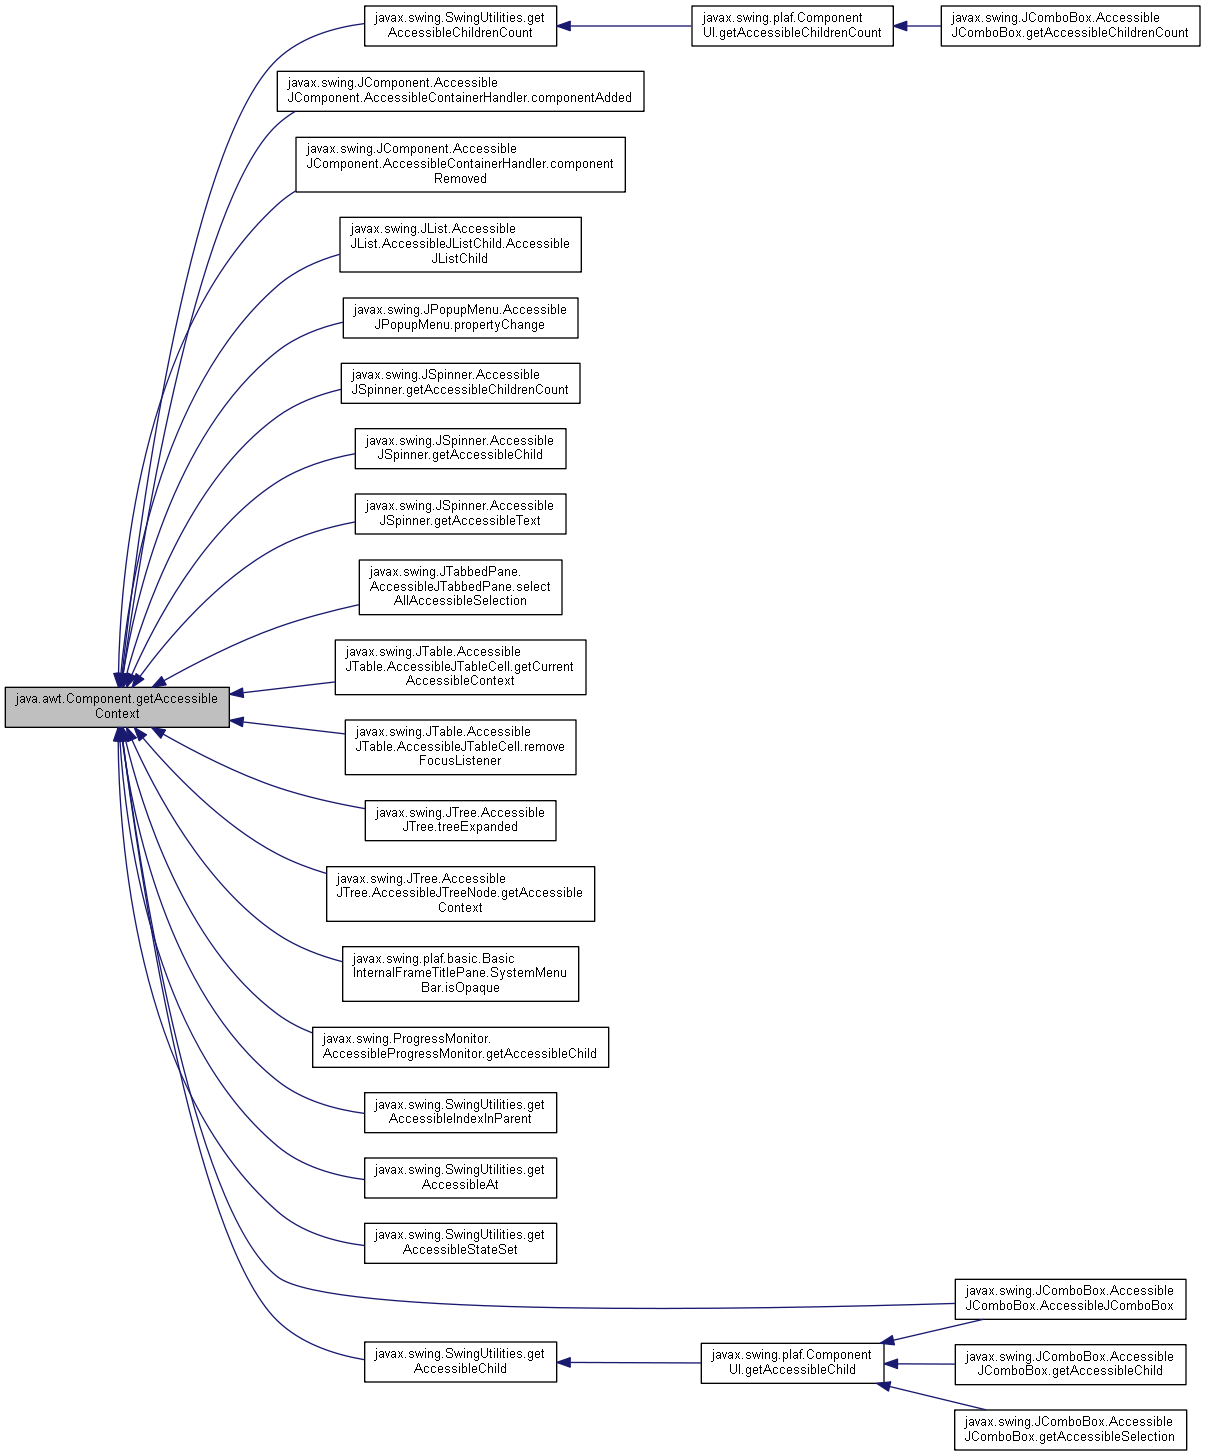 javax.swing.SwingUtilities.get
AccessibleChildrenCount
javax.swing.plaf.Component
UI.getAccessibleChildrenCount
javax.swing.JComboBox.Accessible
JComboBox.getAccessibleChildrenCount
javax.swing.JComponent.Accessible
JComponent.AccessibleContainerHandler.componentAdded
javax.swing.JComponent.Accessible
JComponent.AccessibleContainerHandler.component
Removed
javax.swing.JList.Accessible
JList.AccessibleJListChild.Accessible
JListChild
javax.swing.JPopupMenu.Accessible
JPopupMenu.propertyChange
javax.swing.JSpinner.Accessible
JSpinner.getAccessibleChildrenCount
javax.swing.JSpinner.Accessible
JSpinner.getAccessibleChild
javax.swing.JSpinner.Accessible
JSpinner.getAccessibleText
javax.swing.JTabbedPane.
AccessibleJTabbedPane.select
AllAccessibleSelection
javax.swing.JTable.Accessible
JTable.AccessibleJTableCell.getCurrent
AccessibleContext
java.awt.Component.getAccessible
Context
javax.swing.JTable.Accessible
JTable.AccessibleJTableCell.remove
FocusListener
javax.swing.JTree.Accessible
JTree.treeExpanded
javax.swing.JTree.Accessible
JTree.AccessibleJTreeNode.getAccessible
Context
javax.swing.plaf.basic.Basic
InternalFrameTitlePane.SystemMenu
Bar.isOpaque
javax.swing.ProgressMonitor.
AccessibleProgressMonitor.getAccessibleChild
javax.swing.SwingUtilities.get
AccessibleIndexInParent
javax.swing.SwingUtilities.get
AccessibleAt
javax.swing.SwingUtilities.get
AccessibleStateSet
javax.swing.JComboBox.Accessible
JComboBox.AccessibleJComboBox
javax.swing.SwingUtilities.get
AccessibleChild
javax.swing.plaf.Component
UI.getAccessibleChild
javax.swing.JComboBox.Accessible
JComboBox.getAccessibleChild
javax.swing.JComboBox.Accessible
JComboBox.getAccessibleSelection